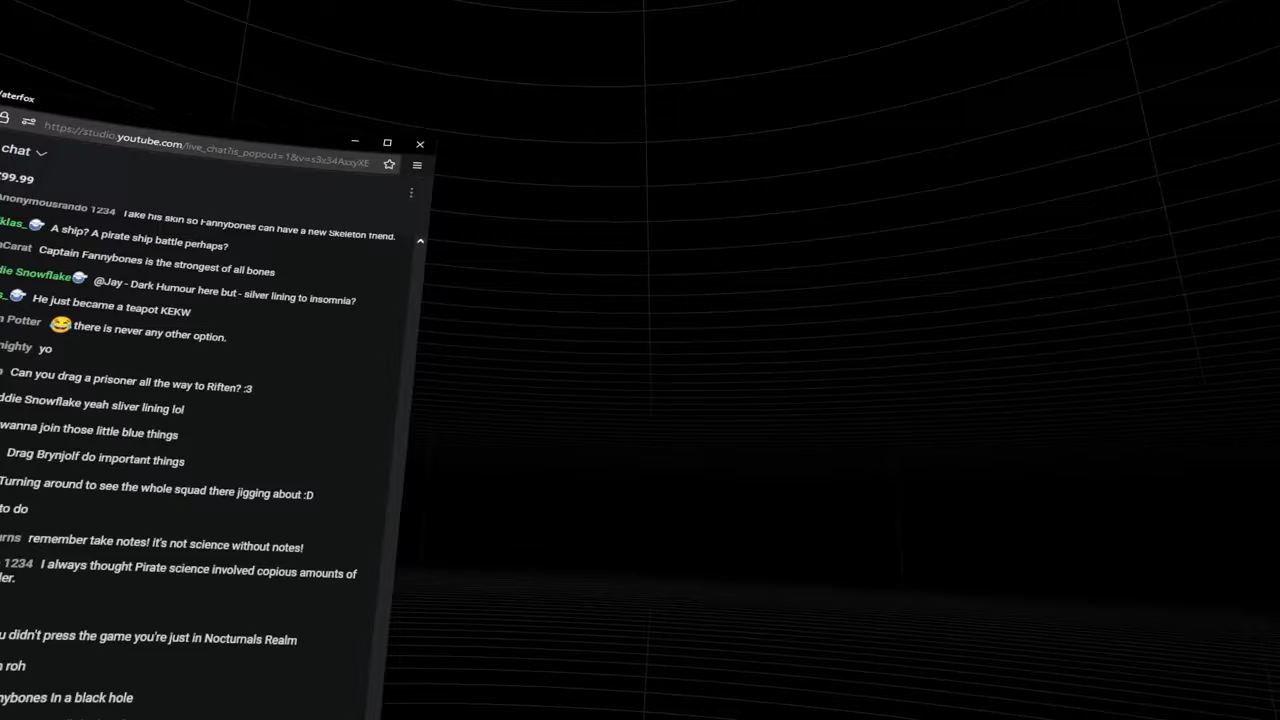 https://studio.youtube.com/live_chat?is_popout=1&v=s3x34AxxyXE
chat
99.99
1234 Take his skin so Fannybones can have a new Skeleton friend.
A ship? A pirate ship battle perhaps?
Captain Fannybones is the strongest of all bones
Snowflake @Jay - Dark Humour here but - silver lining to insomnia?
He just became a teapot KEKW
Potter 😂 there is never any other option.
yo
Can you drag a prisoner all the way to Riften? :3
Snowflake yeah sliver lining lol
wanna join those little blue things
Drag Brynjolf do important things
Turning around to see the whole squad there jigging about :D
to do
remember take notes! it's not science without notes!
1234 I always thought Pirate science involved copious amounts of
didn't press the game you're just in Nocturnals Realm
roh
In a black hole